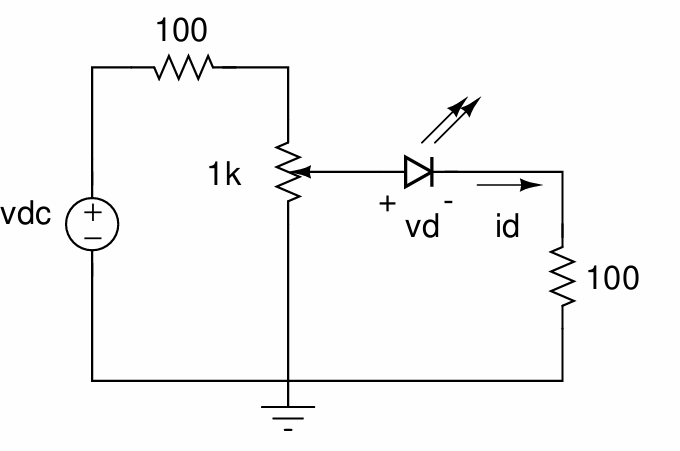 100
1k
vdc
+
−
+
-
vd
id
100